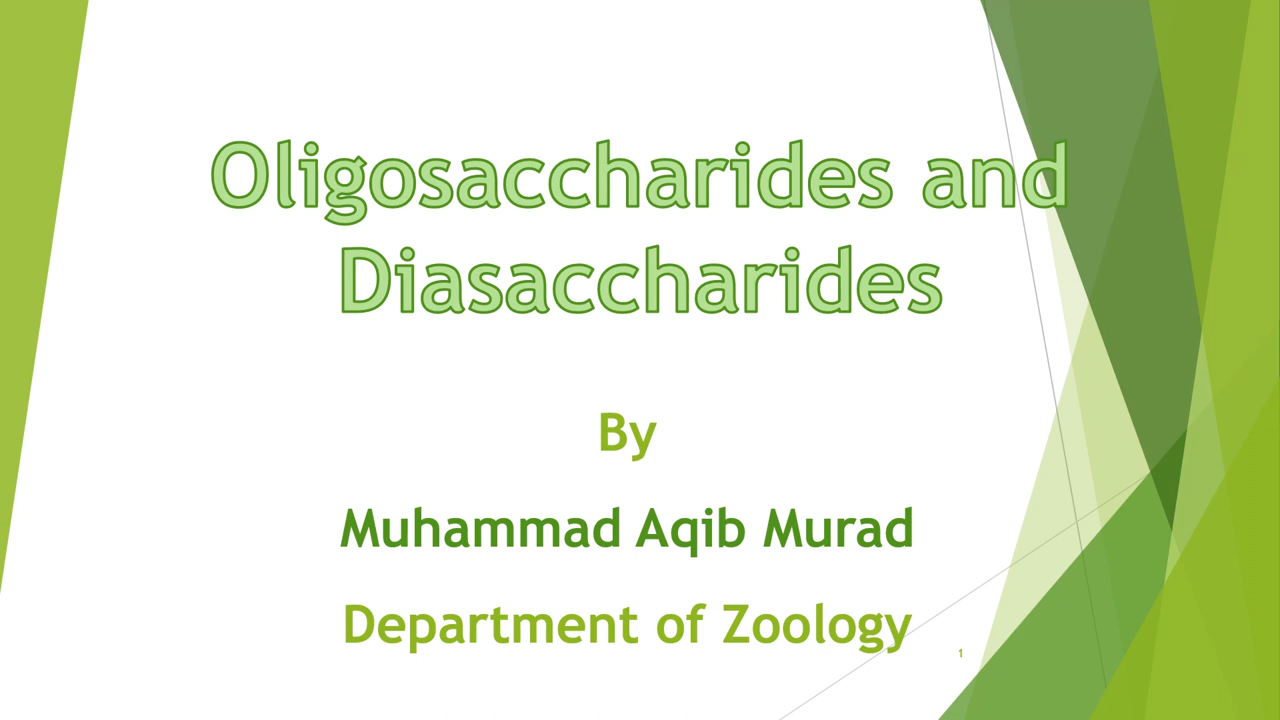 Oligosaccharides and
Diasaccharides
By
Muhammad Aqib Murad
Department of Zoology
1